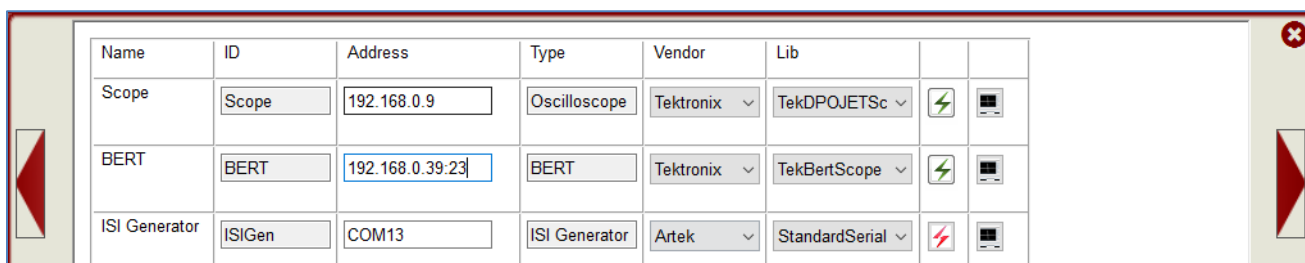 Name ID Address Type Vendor Lib
Scope Scope 192.168.0.9 Oscilloscope Tektronix TekDPOJETSc
BERT BERT 192.168.0.39:23 BERT Tektronix TekBertScope
ISI Generator ISIGen COM13 ISI Generator Artek StandardSerial